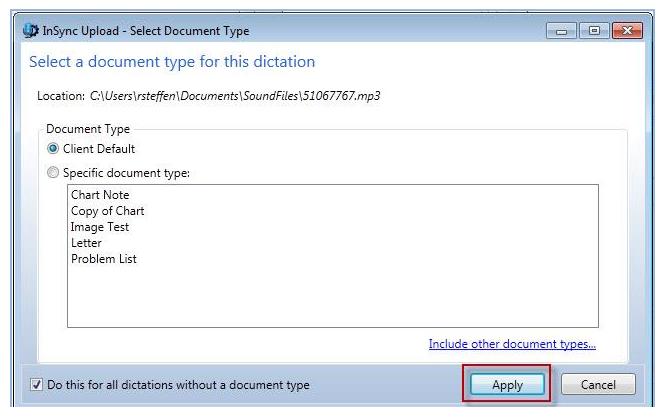 InSync Upload - Select Document Type
Select a document type for this dictation
Location: C:\Users\rsteffen\Documents\SoundFiles\51067767.mp3
Document Type
Client Default
Specific document type:
Chart Note
Copy of Chart
Image Test
Letter
Problem List
Include other document types...
Do this for all dictations without a document type
Apply
Cancel